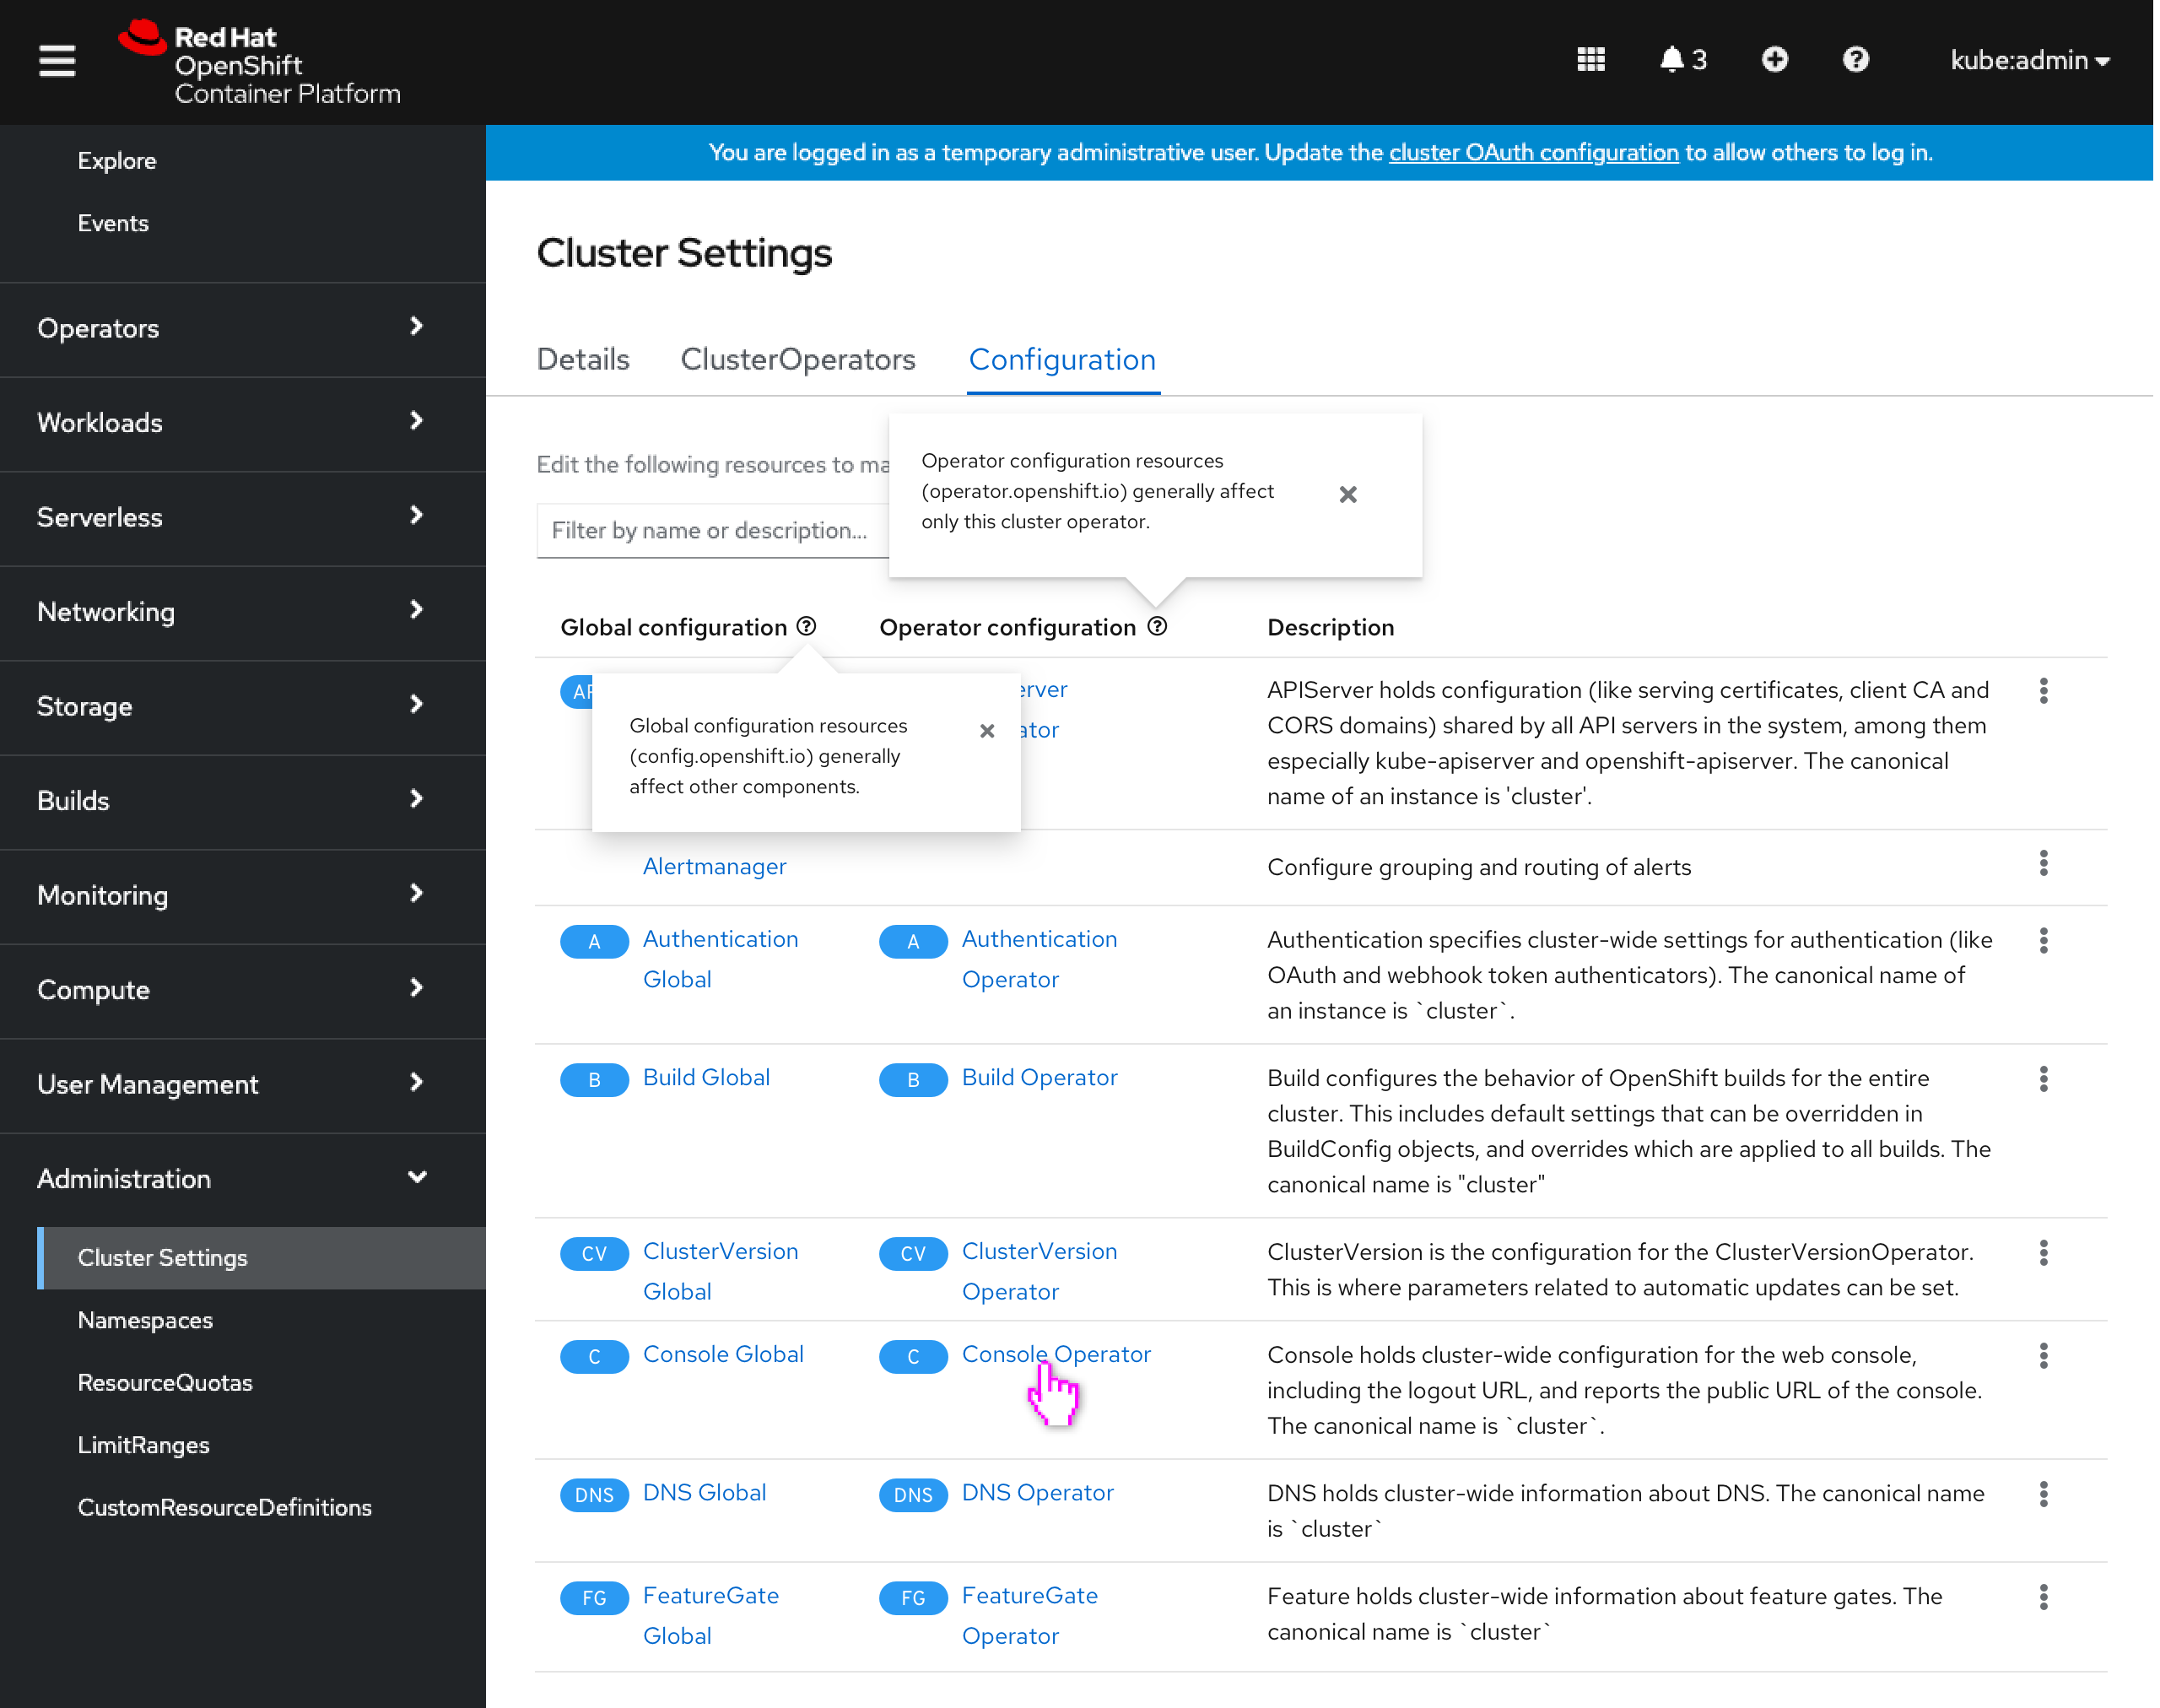 Red Hat
OpenShift
Container Platform
3
kube:admin
Explore
Events
Operators
Workloads
Serverless
Networking
Storage
Builds
Monitoring
Compute
User Management
Administration
Cluster Settings
Namespaces
ResourceQuotas
LimitRanges
CustomResourceDefinitions
You are logged in as a temporary administrative user. Update the cluster OAuth configuration to allow others to log in.
Cluster Settings
Details ClusterOperators Configuration
Edit the following resources to ma
Filter by name or description...
Operator configuration resources
(operator.openshift.io) generally affect
only this cluster operator.
Global configuration Operator configuration Description
Global configuration resources
(config.openshift.io) generally
affect other components.
APIServer holds configuration (like serving certificates, client CA and
CORS domains) shared by all API servers in the system, among them
especially kube-apiserver and openshift-apiserver. The canonical
name of an instance is 'cluster'.
Alertmanager
Configure grouping and routing of alerts
A Authentication
Global
A Authentication
Operator
Authentication specifies cluster-wide settings for authentication (like
OAuth and webhook token authenticators). The canonical name of
an instance is `cluster`.
B Build Global
B Build Operator
Build configures the behavior of OpenShift builds for the entire
cluster. This includes default settings that can be overridden in
BuildConfig objects, and overrides which are applied to all builds. The
canonical name is "cluster"
CV ClusterVersion
Global
CV ClusterVersion
Operator
ClusterVersion is the configuration for the ClusterVersionOperator.
This is where parameters related to automatic updates can be set.
C Console Global
C Console Operator
Console holds cluster-wide configuration for the web console,
including the logout URL, and reports the public URL of the console.
The canonical name is `cluster`.
DNS DNS Global
DNS DNS Operator
DNS holds cluster-wide information about DNS. The canonical name
is `cluster`
FG FeatureGate
Global
FG FeatureGate
Operator
Feature holds cluster-wide information about feature gates. The
canonical name is `cluster`